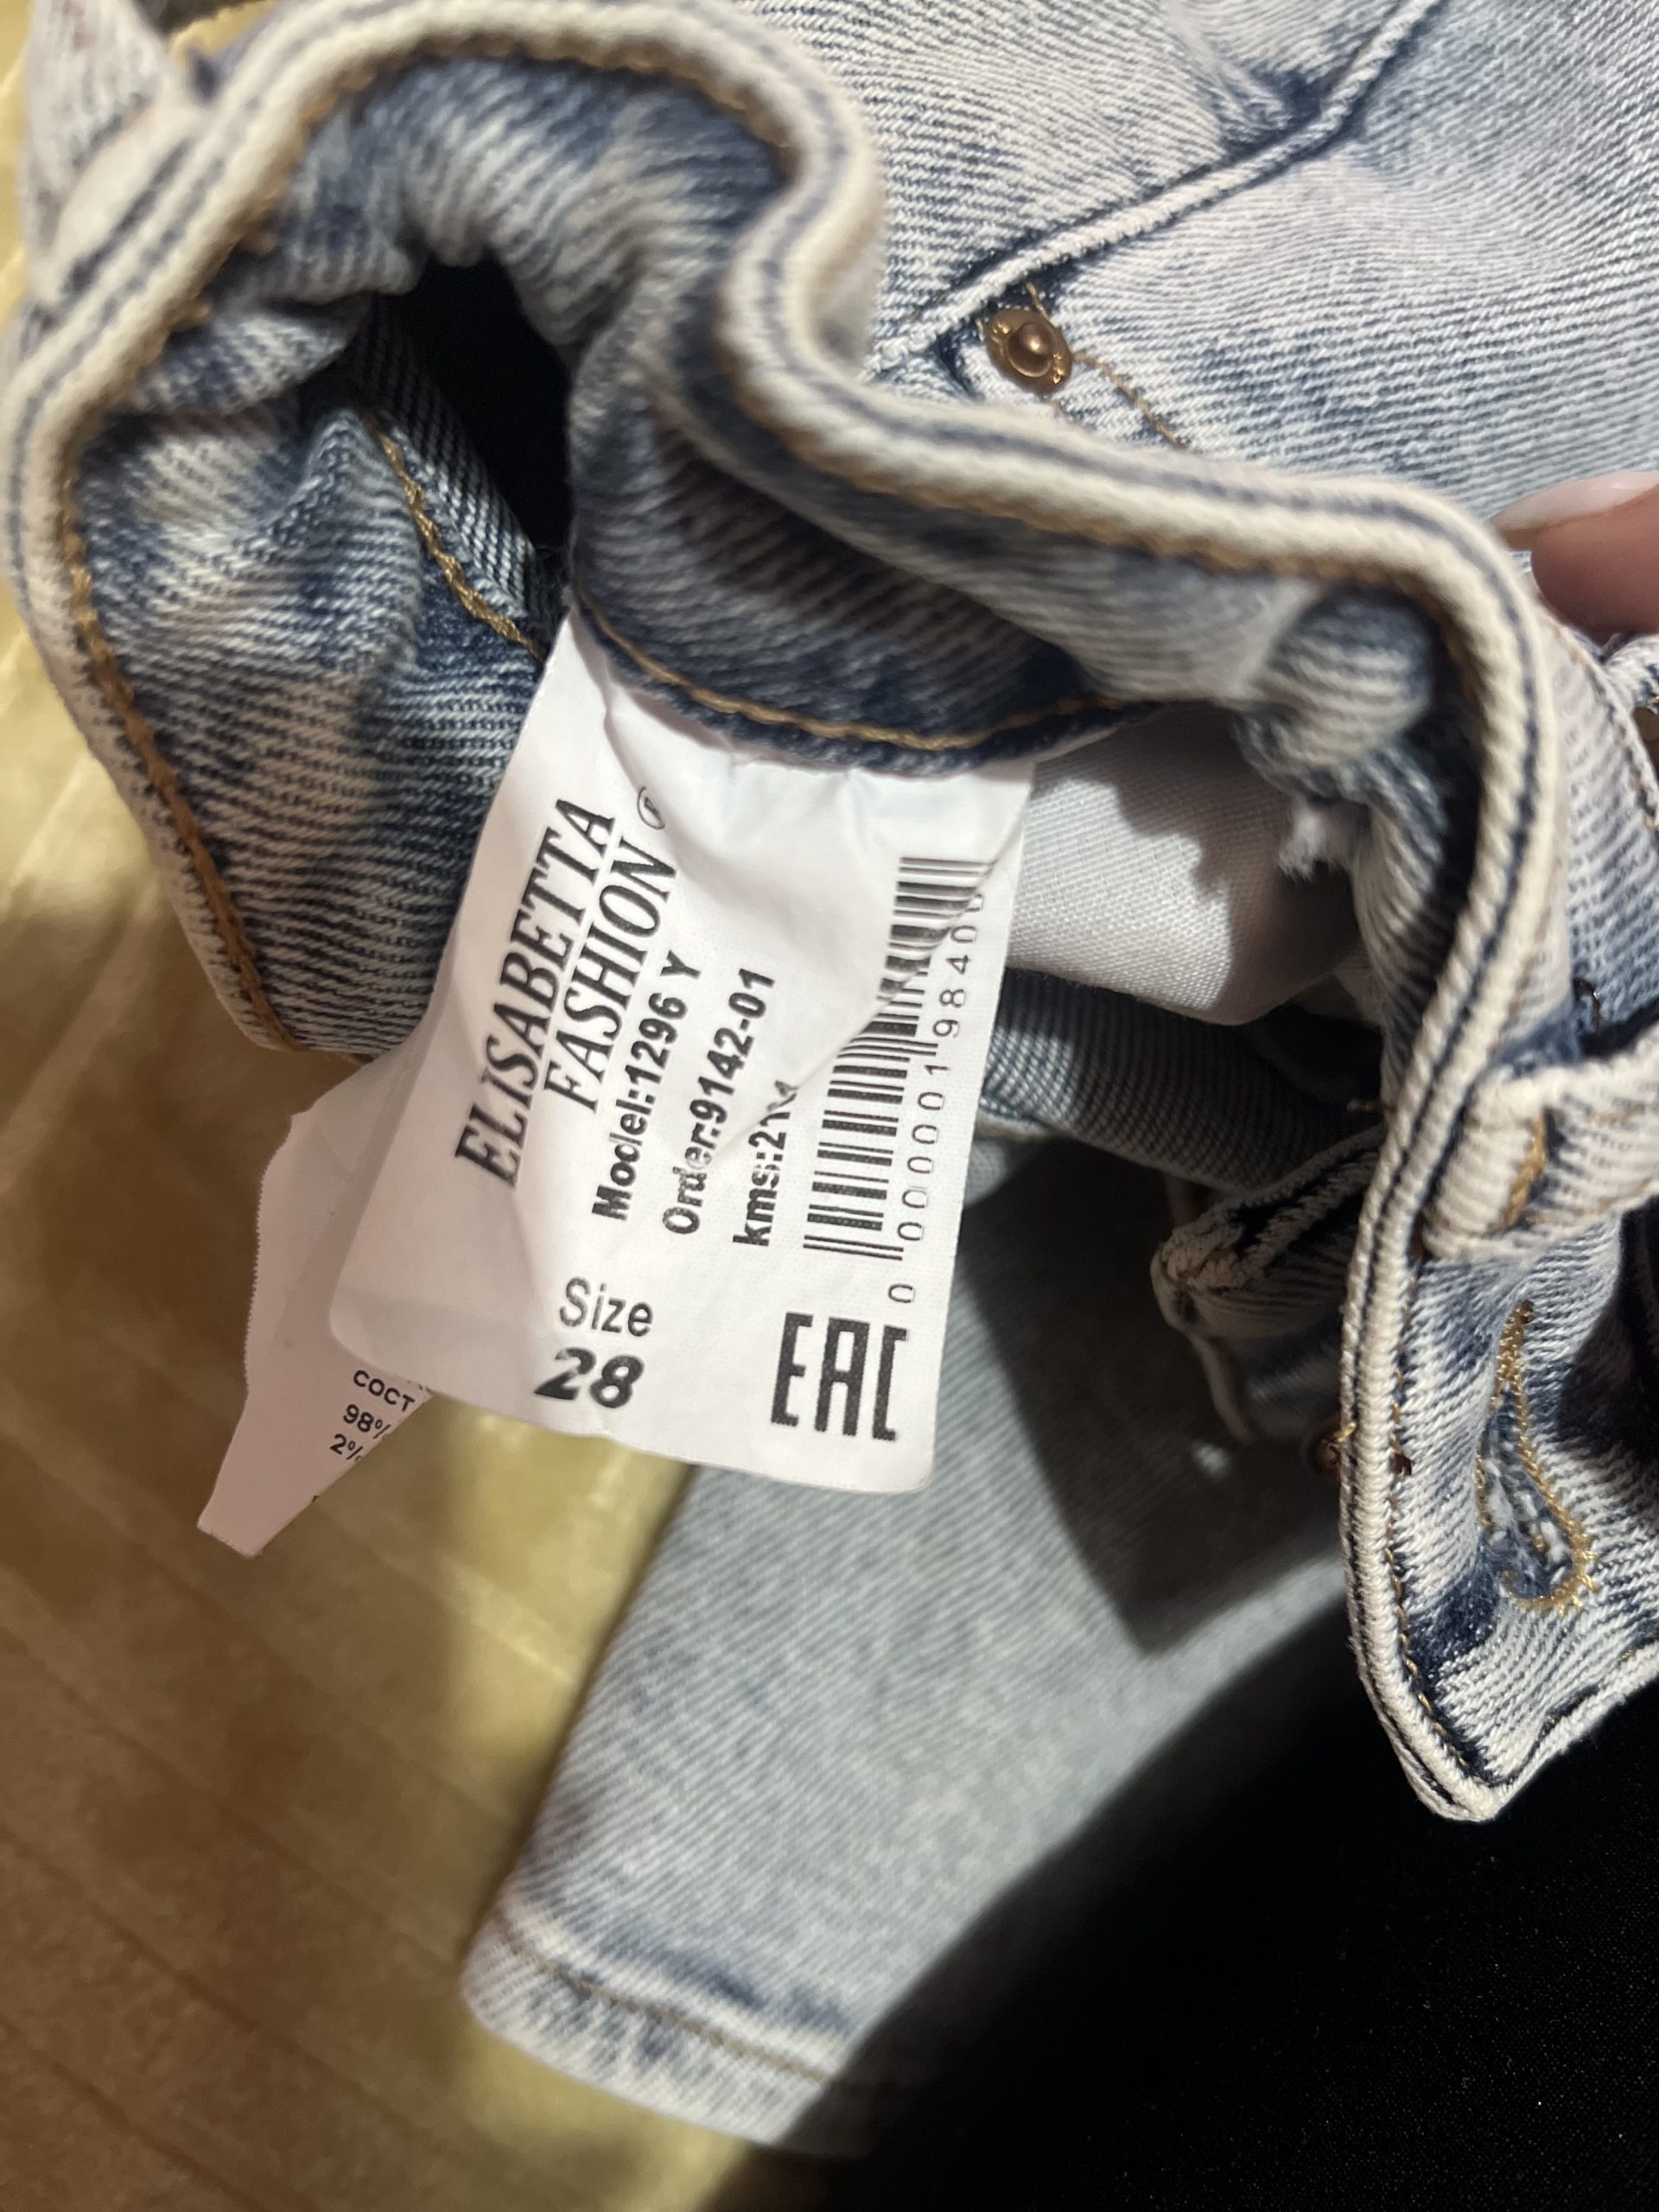 ELISABETTA
FASHION ®
Model:1296 Y
Order:9142-01
Size
28
EAC
СОСТ
98%
2%